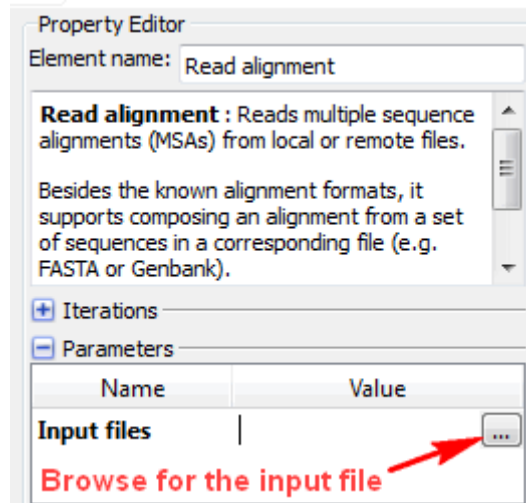 Property Editor
Element name: Read alignment
Read alignment : Reads multiple sequence
alignments (MSAs) from local or remote files.
Besides the known alignment formats, it
supports composing an alignment from a set
of sequences in a corresponding file (e.g.
FASTA or Genbank).
Iterations
Parameters
Name Value
Input files ...
Browse for the input file